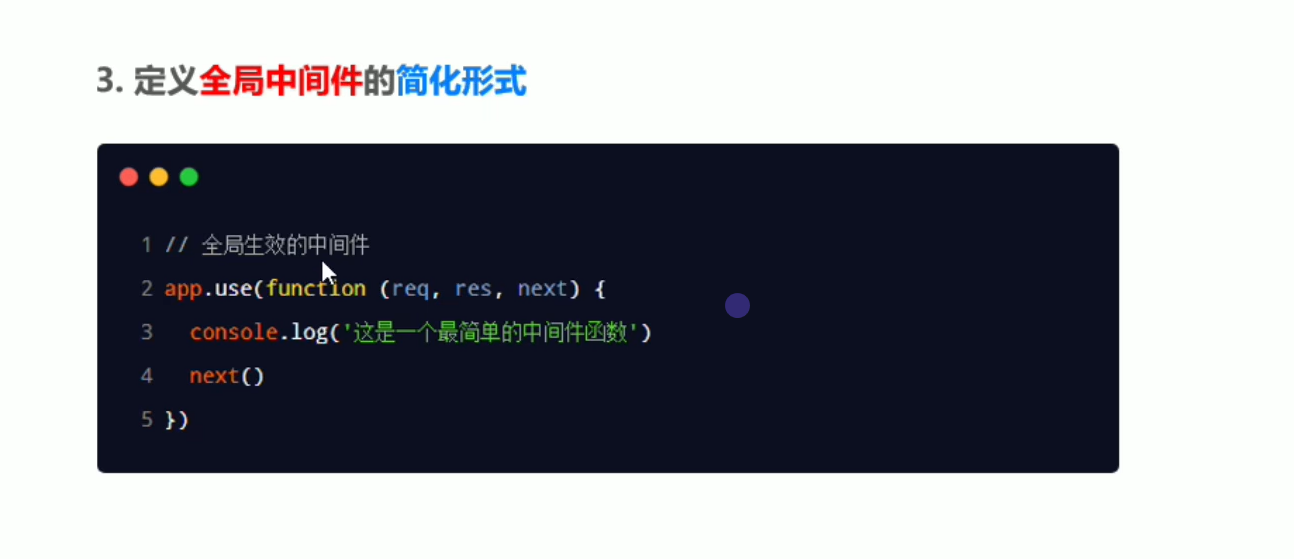 3. 定义全局中间件的简化形式
1 // 全局生效的中间件
2 app.use(function (req, res, next) {
3   console.log('这是一个最简单的中间件函数')
4   next()
5 })